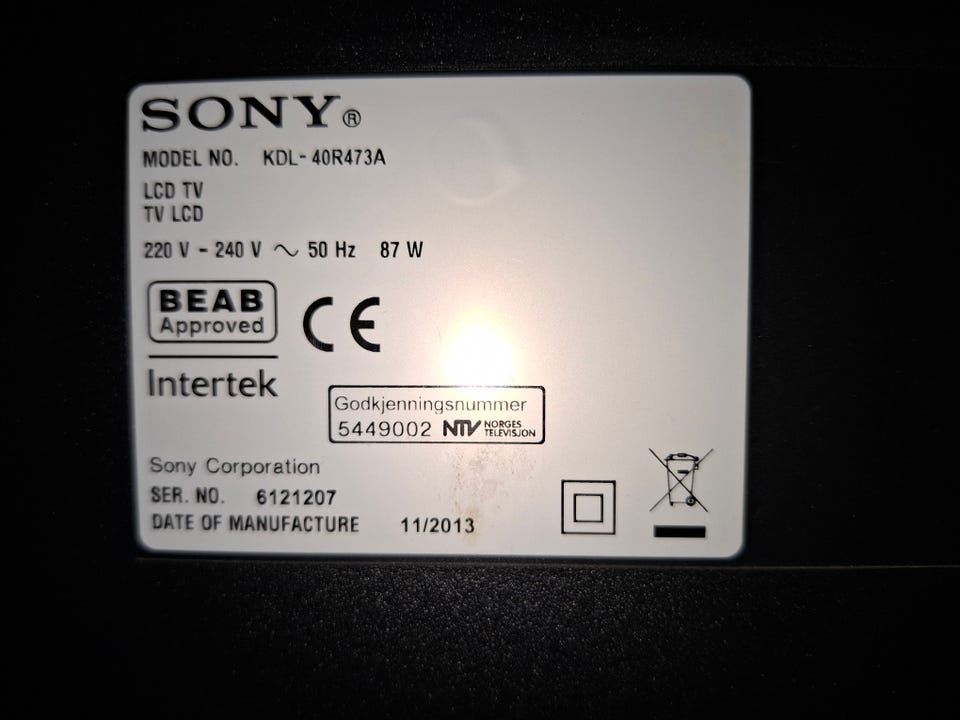 SONY®
MODEL NO. KDL-40R473A
LCD TV
TV LCD
220 V - 240 V ~ 50 Hz 87 W
BEAB
Approved
CE
Intertek
Godkjenningsnummer
5449002 NTV NORGES TELEVISJON
Sony Corporation
SER. NO. 6121207
DATE OF MANUFACTURE 11/2013